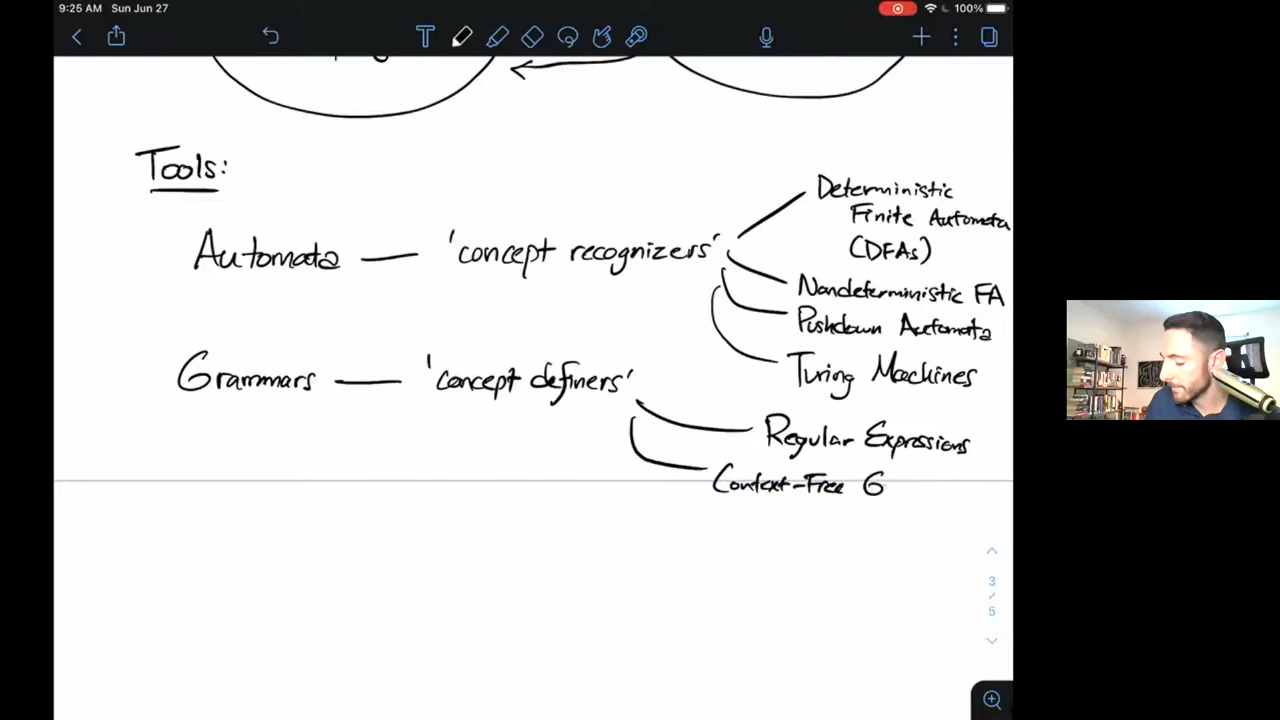 9:25 AM Sun Jun 27
100%
T
Tools:
Automata — 'concept recognizers'
Deterministic
Finite Automata
(DFAs)
Nondeterministic FA
Pushdown Automata
Turing Machines
Grammars — 'concept definers'
Regular Expressions
Context-Free G
3
/
5